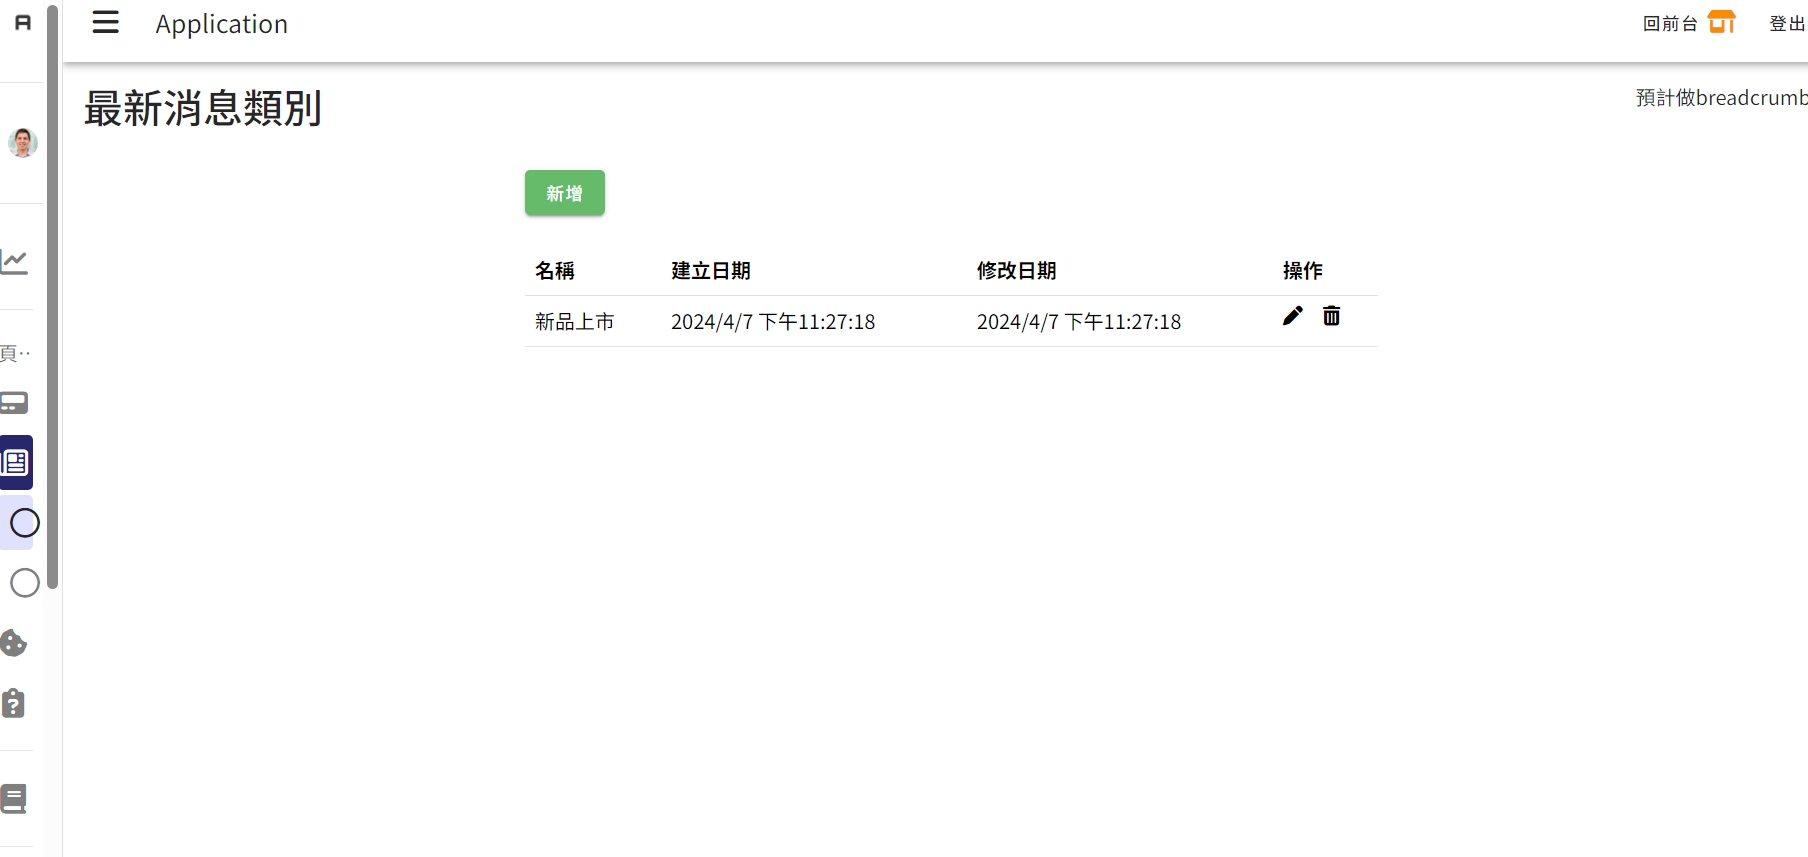 Application
回前台
登出
最新消息類別
預計做breadcrumb
新增
名稱 建立日期 修改日期 操作
新品上市 2024/4/7 下午11:27:18 2024/4/7 下午11:27:18
頁··